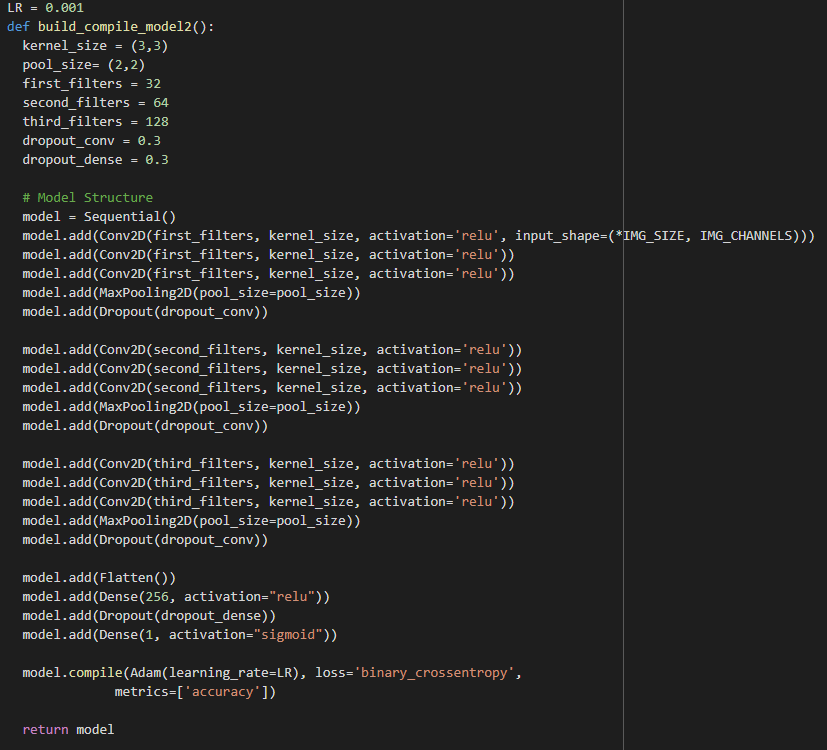 LR = 0.001
def build_compile_model2():
  kernel_size = (3,3)
  pool_size= (2,2)
  first_filters = 32
  second_filters = 64
  third_filters = 128
  dropout_conv = 0.3
  dropout_dense = 0.3

  # Model Structure
  model = Sequential()
  model.add(Conv2D(first_filters, kernel_size, activation='relu', input_shape=(*IMG_SIZE, IMG_CHANNELS)))
  model.add(Conv2D(first_filters, kernel_size, activation='relu'))
  model.add(Conv2D(first_filters, kernel_size, activation='relu'))
  model.add(MaxPooling2D(pool_size=pool_size))
  model.add(Dropout(dropout_conv))

  model.add(Conv2D(second_filters, kernel_size, activation='relu'))
  model.add(Conv2D(second_filters, kernel_size, activation='relu'))
  model.add(Conv2D(second_filters, kernel_size, activation='relu'))
  model.add(MaxPooling2D(pool_size=pool_size))
  model.add(Dropout(dropout_conv))

  model.add(Conv2D(third_filters, kernel_size, activation='relu'))
  model.add(Conv2D(third_filters, kernel_size, activation='relu'))
  model.add(Conv2D(third_filters, kernel_size, activation='relu'))
  model.add(MaxPooling2D(pool_size=pool_size))
  model.add(Dropout(dropout_conv))

  model.add(Flatten())
  model.add(Dense(256, activation="relu"))
  model.add(Dropout(dropout_dense))
  model.add(Dense(1, activation="sigmoid"))

  model.compile(Adam(learning_rate=LR), loss='binary_crossentropy',
              metrics=['accuracy'])

  return model